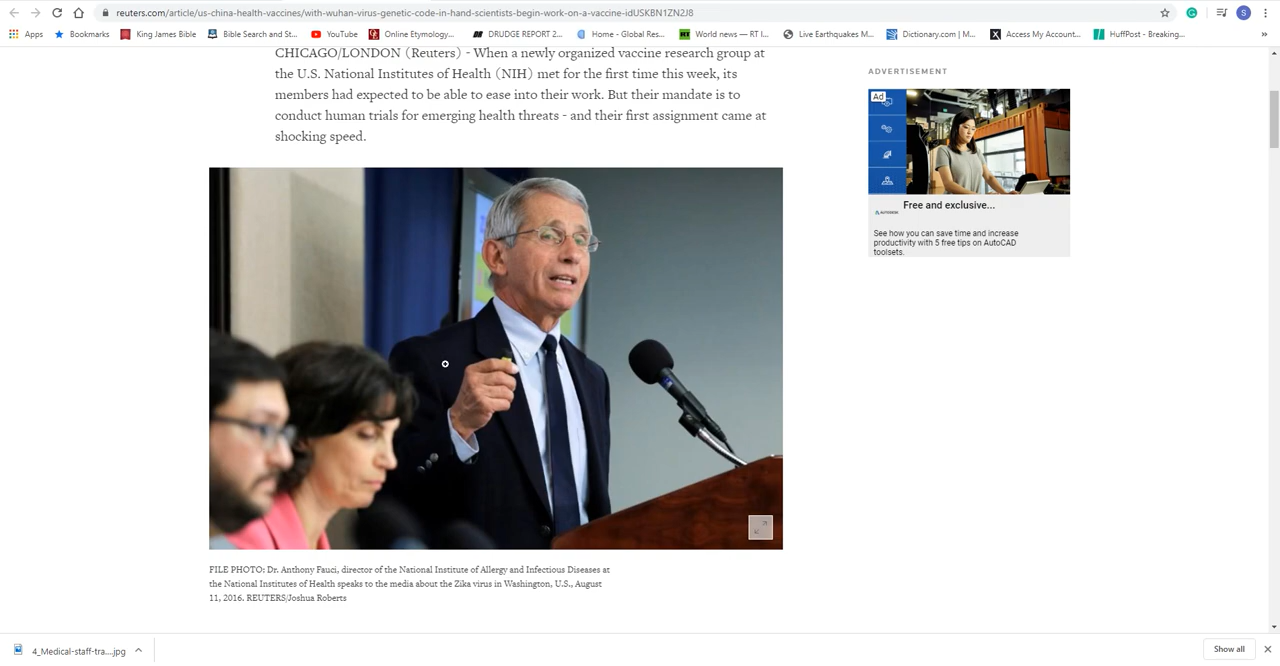 reuters.com/article/us-china-health-vaccines/with-wuhan-virus-genetic-code-in-hand-scientists-begin-work-on-a-vaccine-idUSKBN1ZN2J8
Apps Bookmarks King James Bible Bible Search and St... YouTube Online Etymology... DRUDGE REPORT 2... Home - Global Res... World news — RT I... Live Earthquakes M... Dictionary.com | M... Access My Account... HuffPost - Breaking... »
CHICAGO/LONDON (Reuters) - When a newly organized vaccine research group at
the U.S. National Institutes of Health (NIH) met for the first time this week, its
members had expected to be able to ease into their work. But their mandate is to
conduct human trials for emerging health threats - and their first assignment came at
shocking speed.
ADVERTISEMENT
Ad
Free and exclusive...
AUTODESK
See how you can save time and increase
productivity with 5 free tips on AutoCAD
toolsets.
FILE PHOTO: Dr. Anthony Fauci, director of the National Institute of Allergy and Infectious Diseases at
the National Institutes of Health speaks to the media about the Zika virus in Washington, U.S., August
11, 2016. REUTERS/Joshua Roberts
4_Medical-staff-tra....jpg
Show all